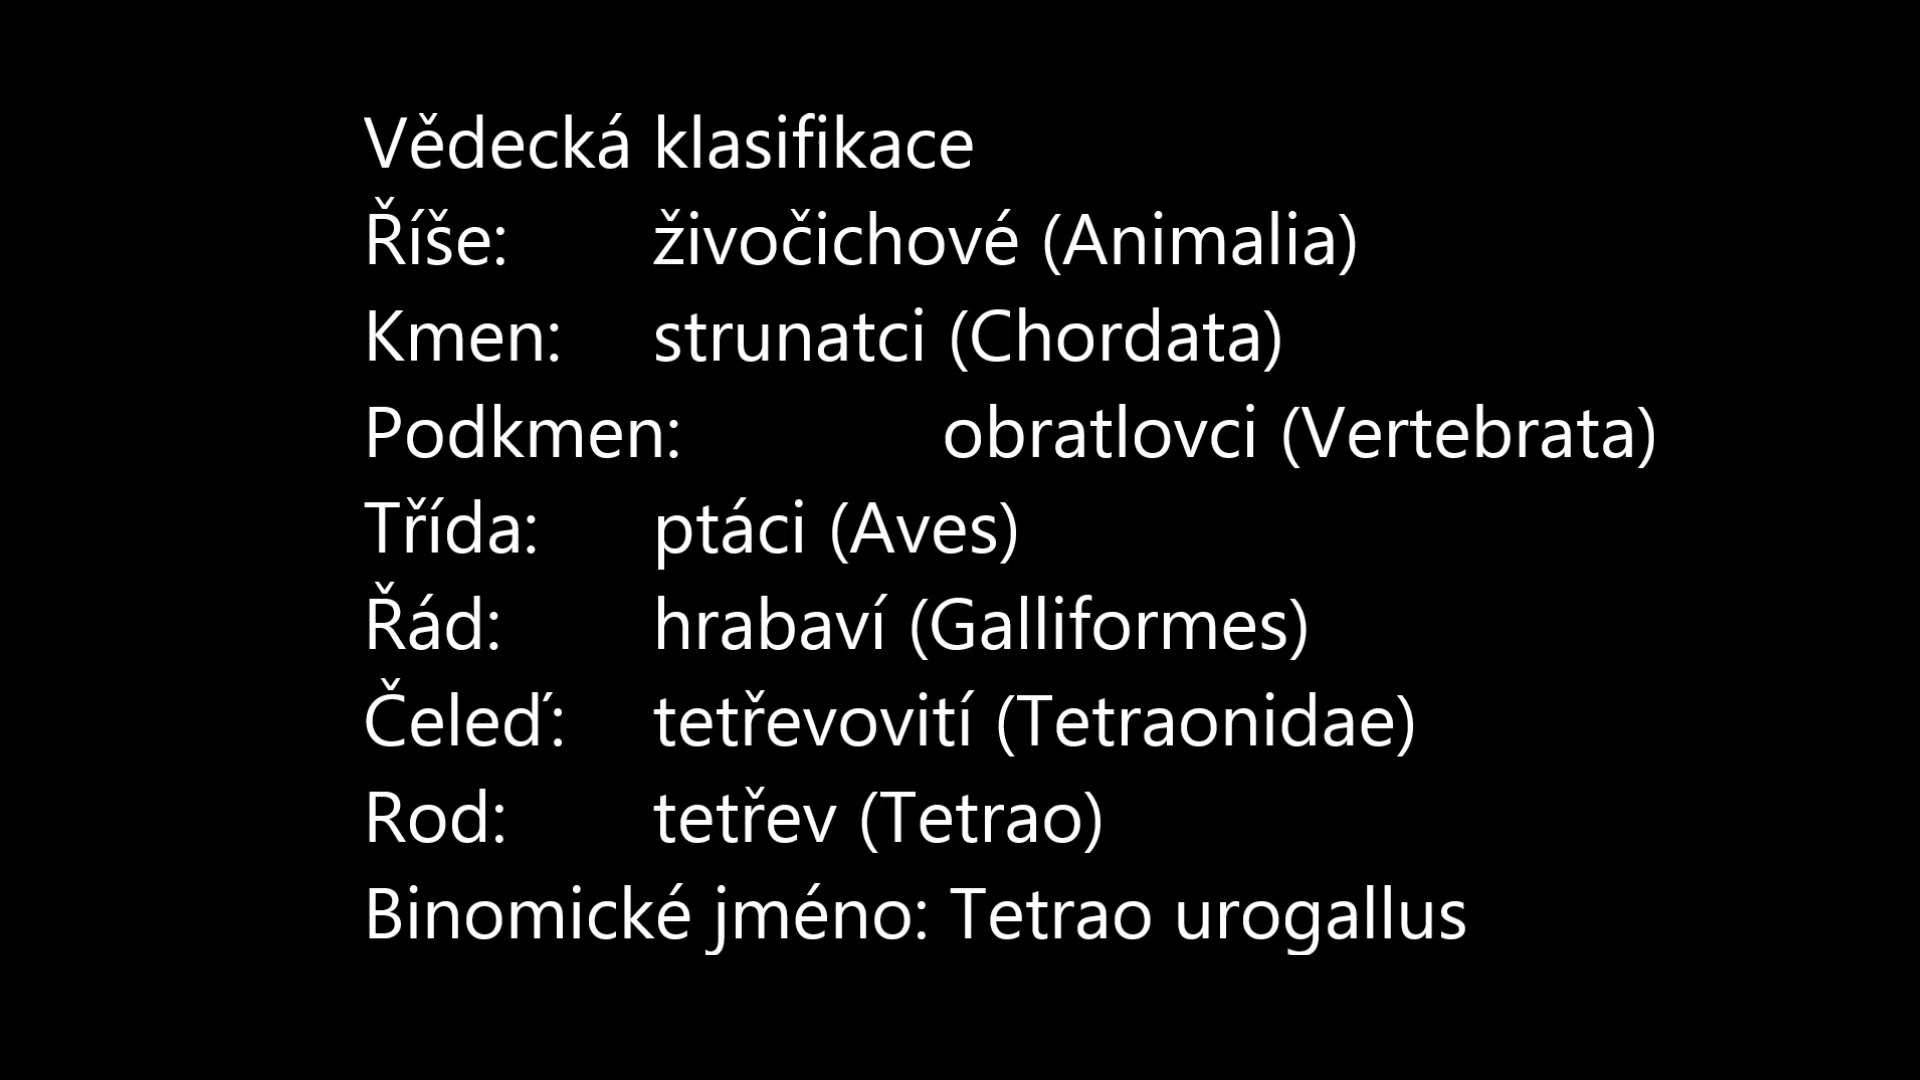 Vědecká klasifikace
Říše: živočichové (Animalia)
Kmen: strunatci (Chordata)
Podkmen: obratlovci (Vertebrata)
Třída: ptáci (Aves)
Řád: hrabaví (Galliformes)
Čeleď: tetřevovití (Tetraonidae)
Rod: tetřev (Tetrao)
Binomické jméno: Tetrao urogallus